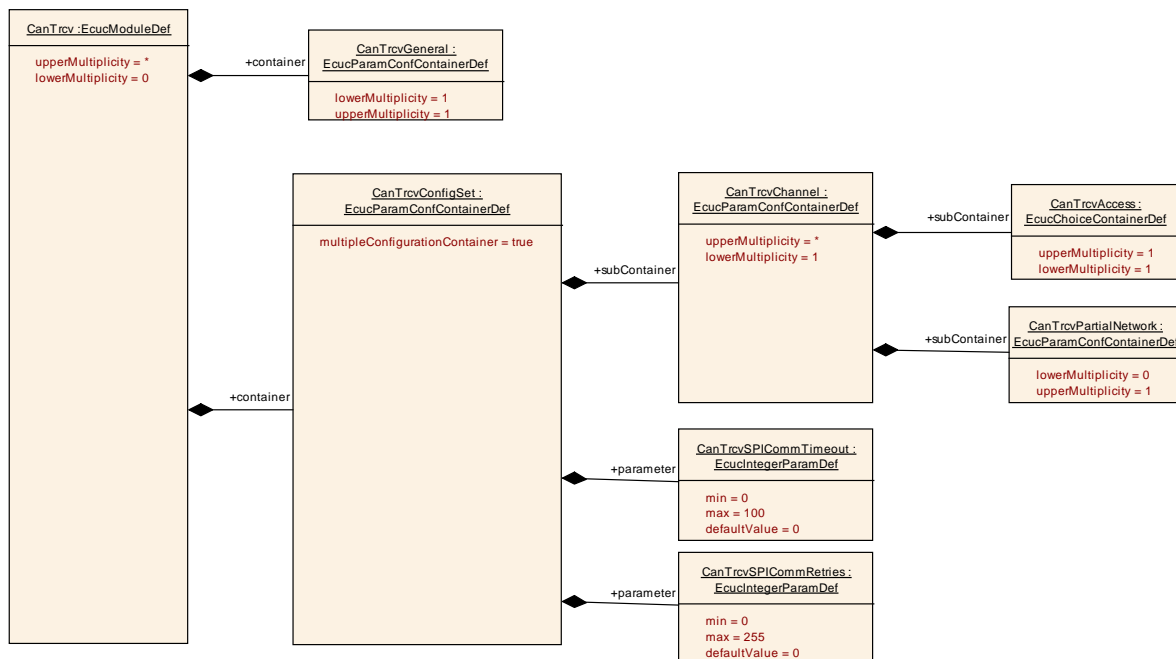 CanTrcv :EcucModuleDef
upperMultiplicity = *
lowerMultiplicity = 0
+container
CanTrcvGeneral :
EcucParamConfContainerDef
lowerMultiplicity = 1
upperMultiplicity = 1
+container
CanTrcvConfigSet :
EcucParamConfContainerDef
multipleConfigurationContainer = true
+subContainer
CanTrcvChannel :
EcucParamConfContainerDef
upperMultiplicity = *
lowerMultiplicity = 1
+subContainer
CanTrcvAccess :
EcucChoiceContainerDef
upperMultiplicity = 1
lowerMultiplicity = 1
+subContainer
CanTrcvPartialNetwork :
EcucParamConfContainerDef
lowerMultiplicity = 0
upperMultiplicity = 1
+parameter
CanTrcvSPICommTimeout :
EcucIntegerParamDef
min = 0
max = 100
defaultValue = 0
+parameter
CanTrcvSPICommRetries :
EcucIntegerParamDef
min = 0
max = 255
defaultValue = 0